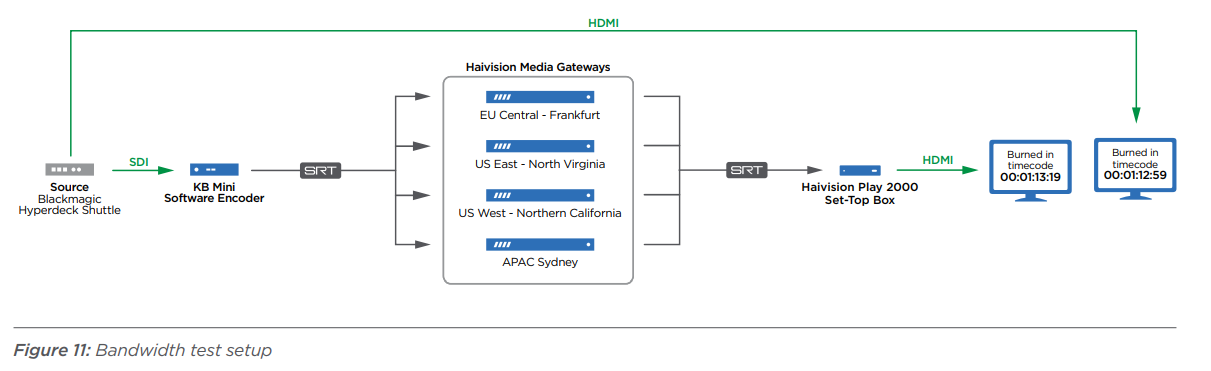 HDMI
Haivision Media Gateways
EU Central - Frankfurt
SDI
US East - North Virginia
HDMI
Burned in
timecode
00:01:13:19
Burned in
timecode
00:01:12:59
SRT
SRT
Source
Blackmagic
Hyperdeck Shuttle
KB Mini
Software Encoder
Haivision Play 2000
Set-Top Box
US West - Northern California
APAC Sydney
Figure 11: Bandwidth test setup